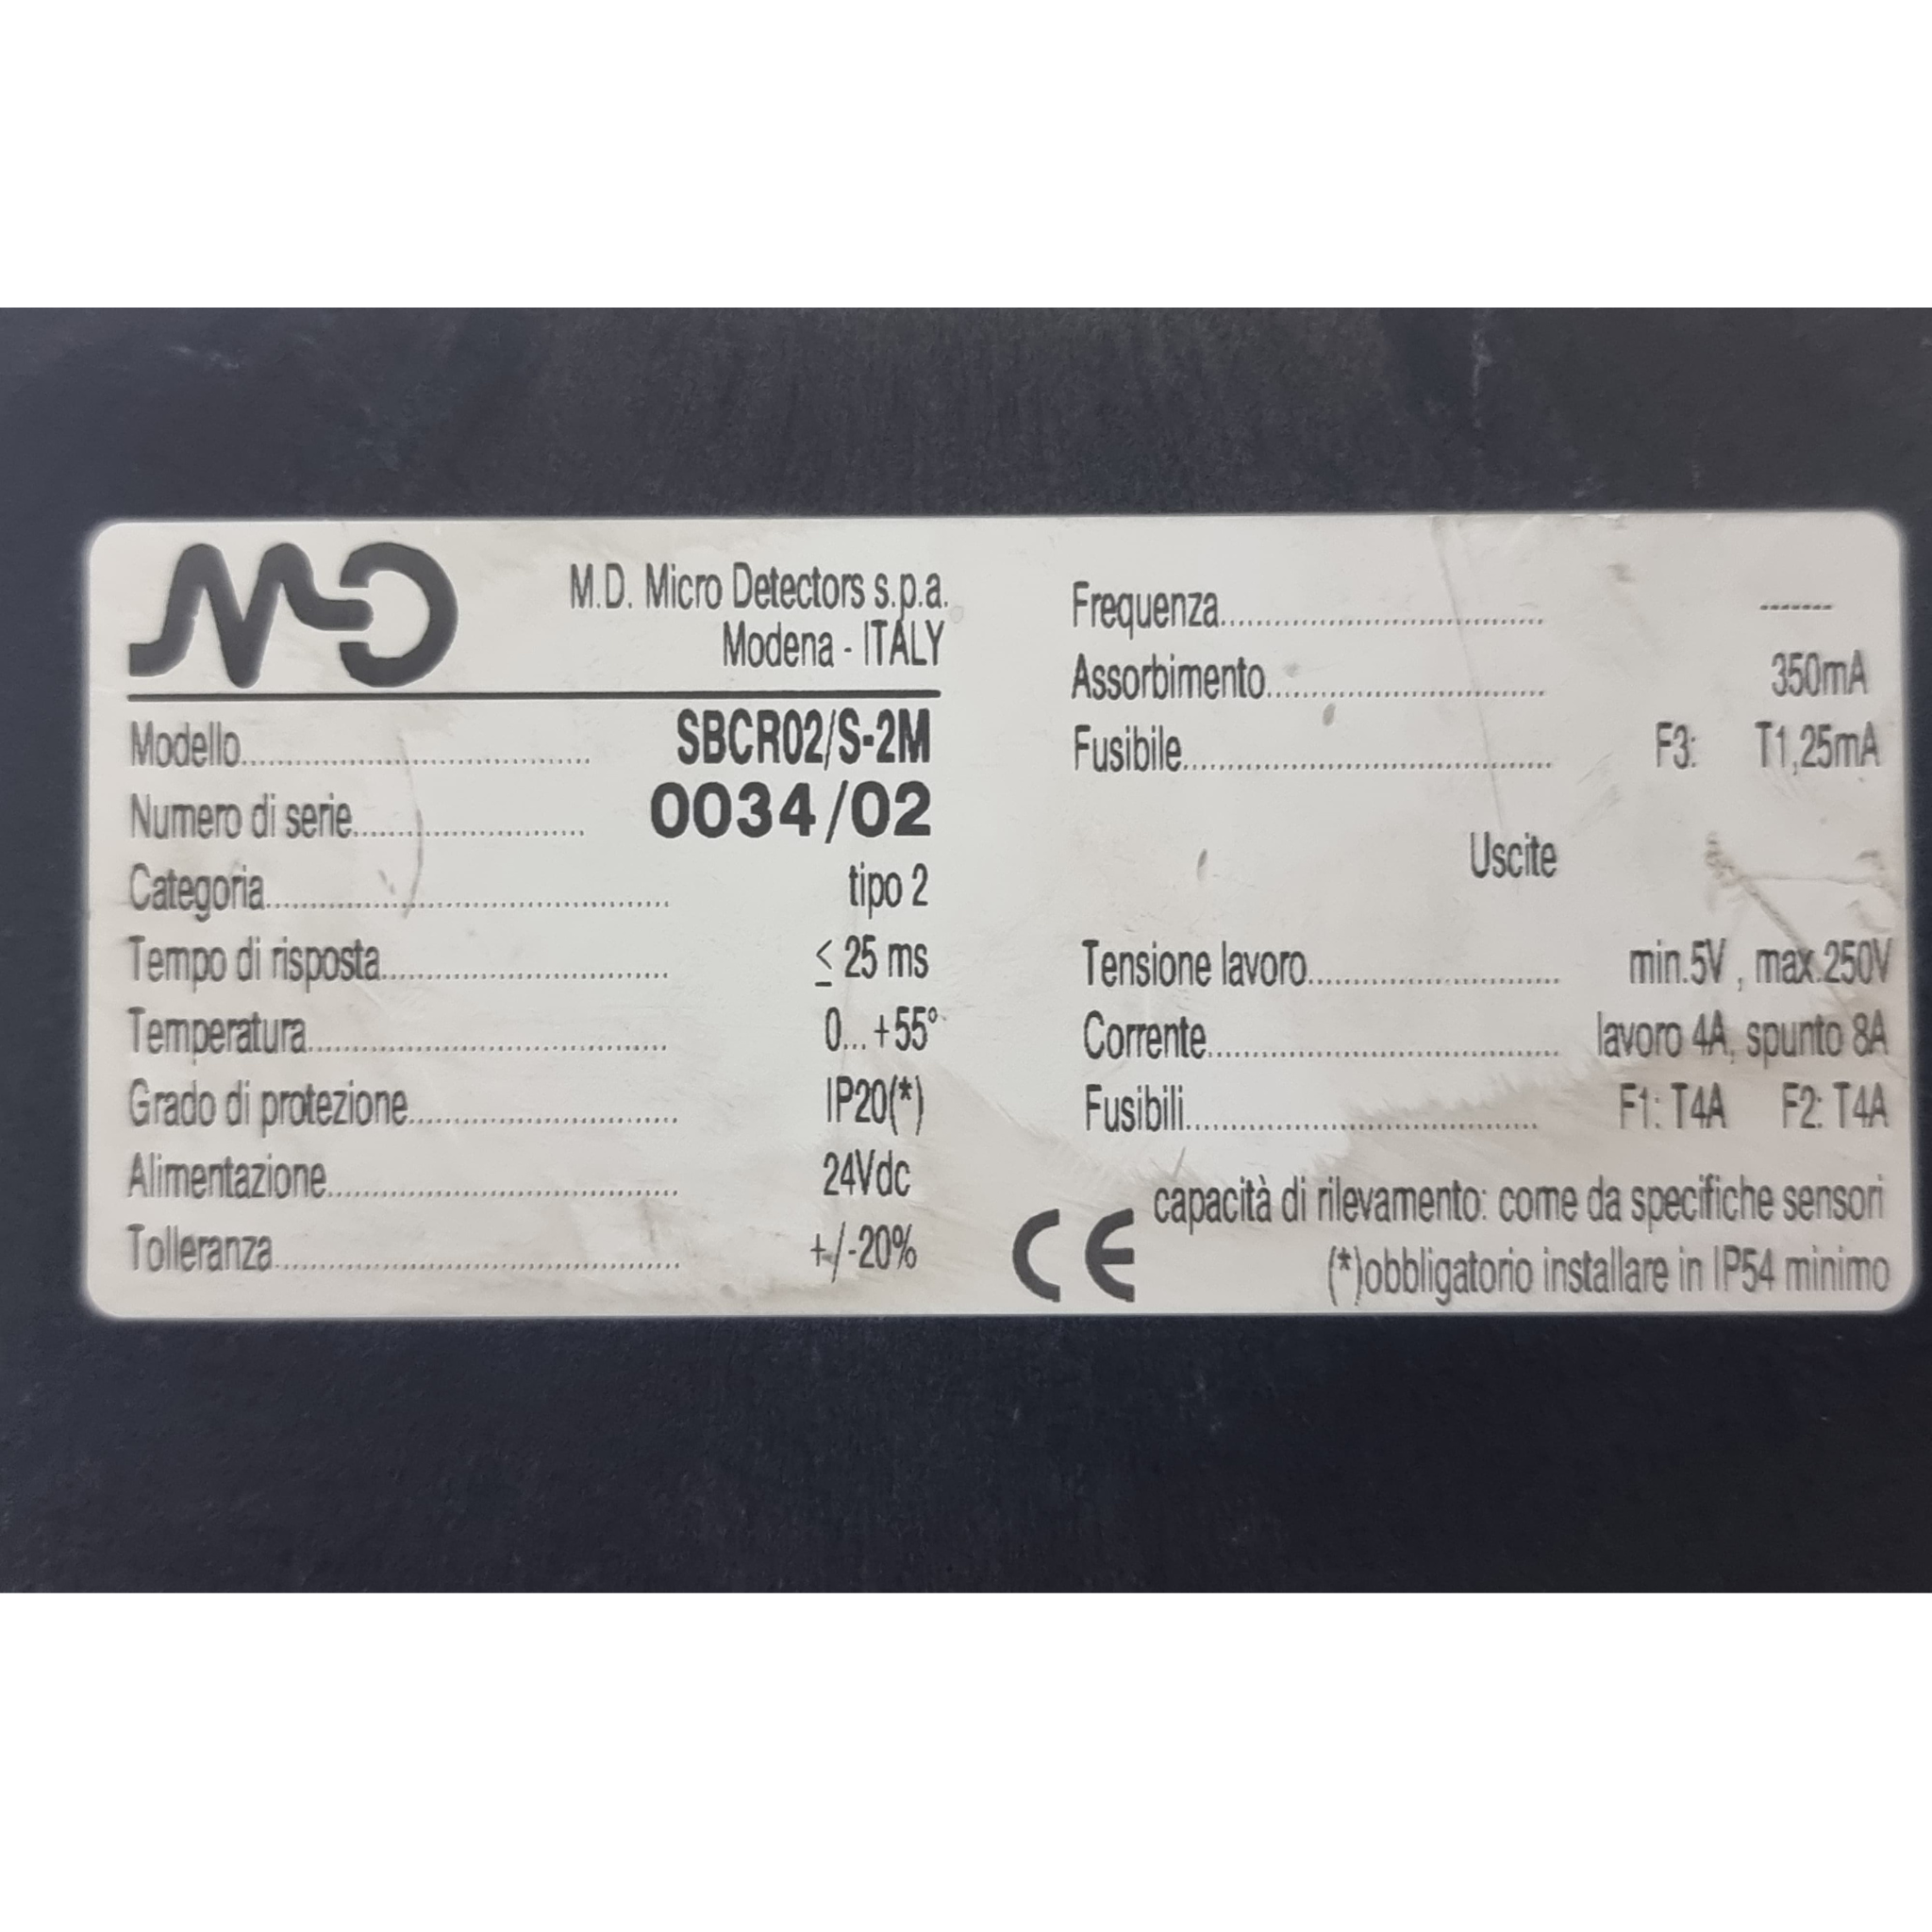 MD
M.D. Micro Detectors s.p.a.
Modena - ITALY
Modello............................................ SBCR02/S-2M
Numero di serie............................. 0034/02
Categoria................................................... tipo 2
Tempo di risposta.................................... ≤ 25 ms
Temperatura.............................................. 0... +55°
Grado di protezione.................................. IP20(*)
Alimentazione............................................ 24Vdc
Tolleranza................................................... +/-20%
Frequenza......................................... -------
Assorbimento................................... 350mA
Fusibile.............................................. F3: T1,25mA
Uscite
Tensione lavoro................................ min.5V , max.250V
Corrente............................................ lavoro 4A, spunto 8A
Fusibili............................................ F1: T4A F2: T4A
CE
capacità di rilevamento: come da specifiche sensori
(*)obbligatorio installare in IP54 minimo